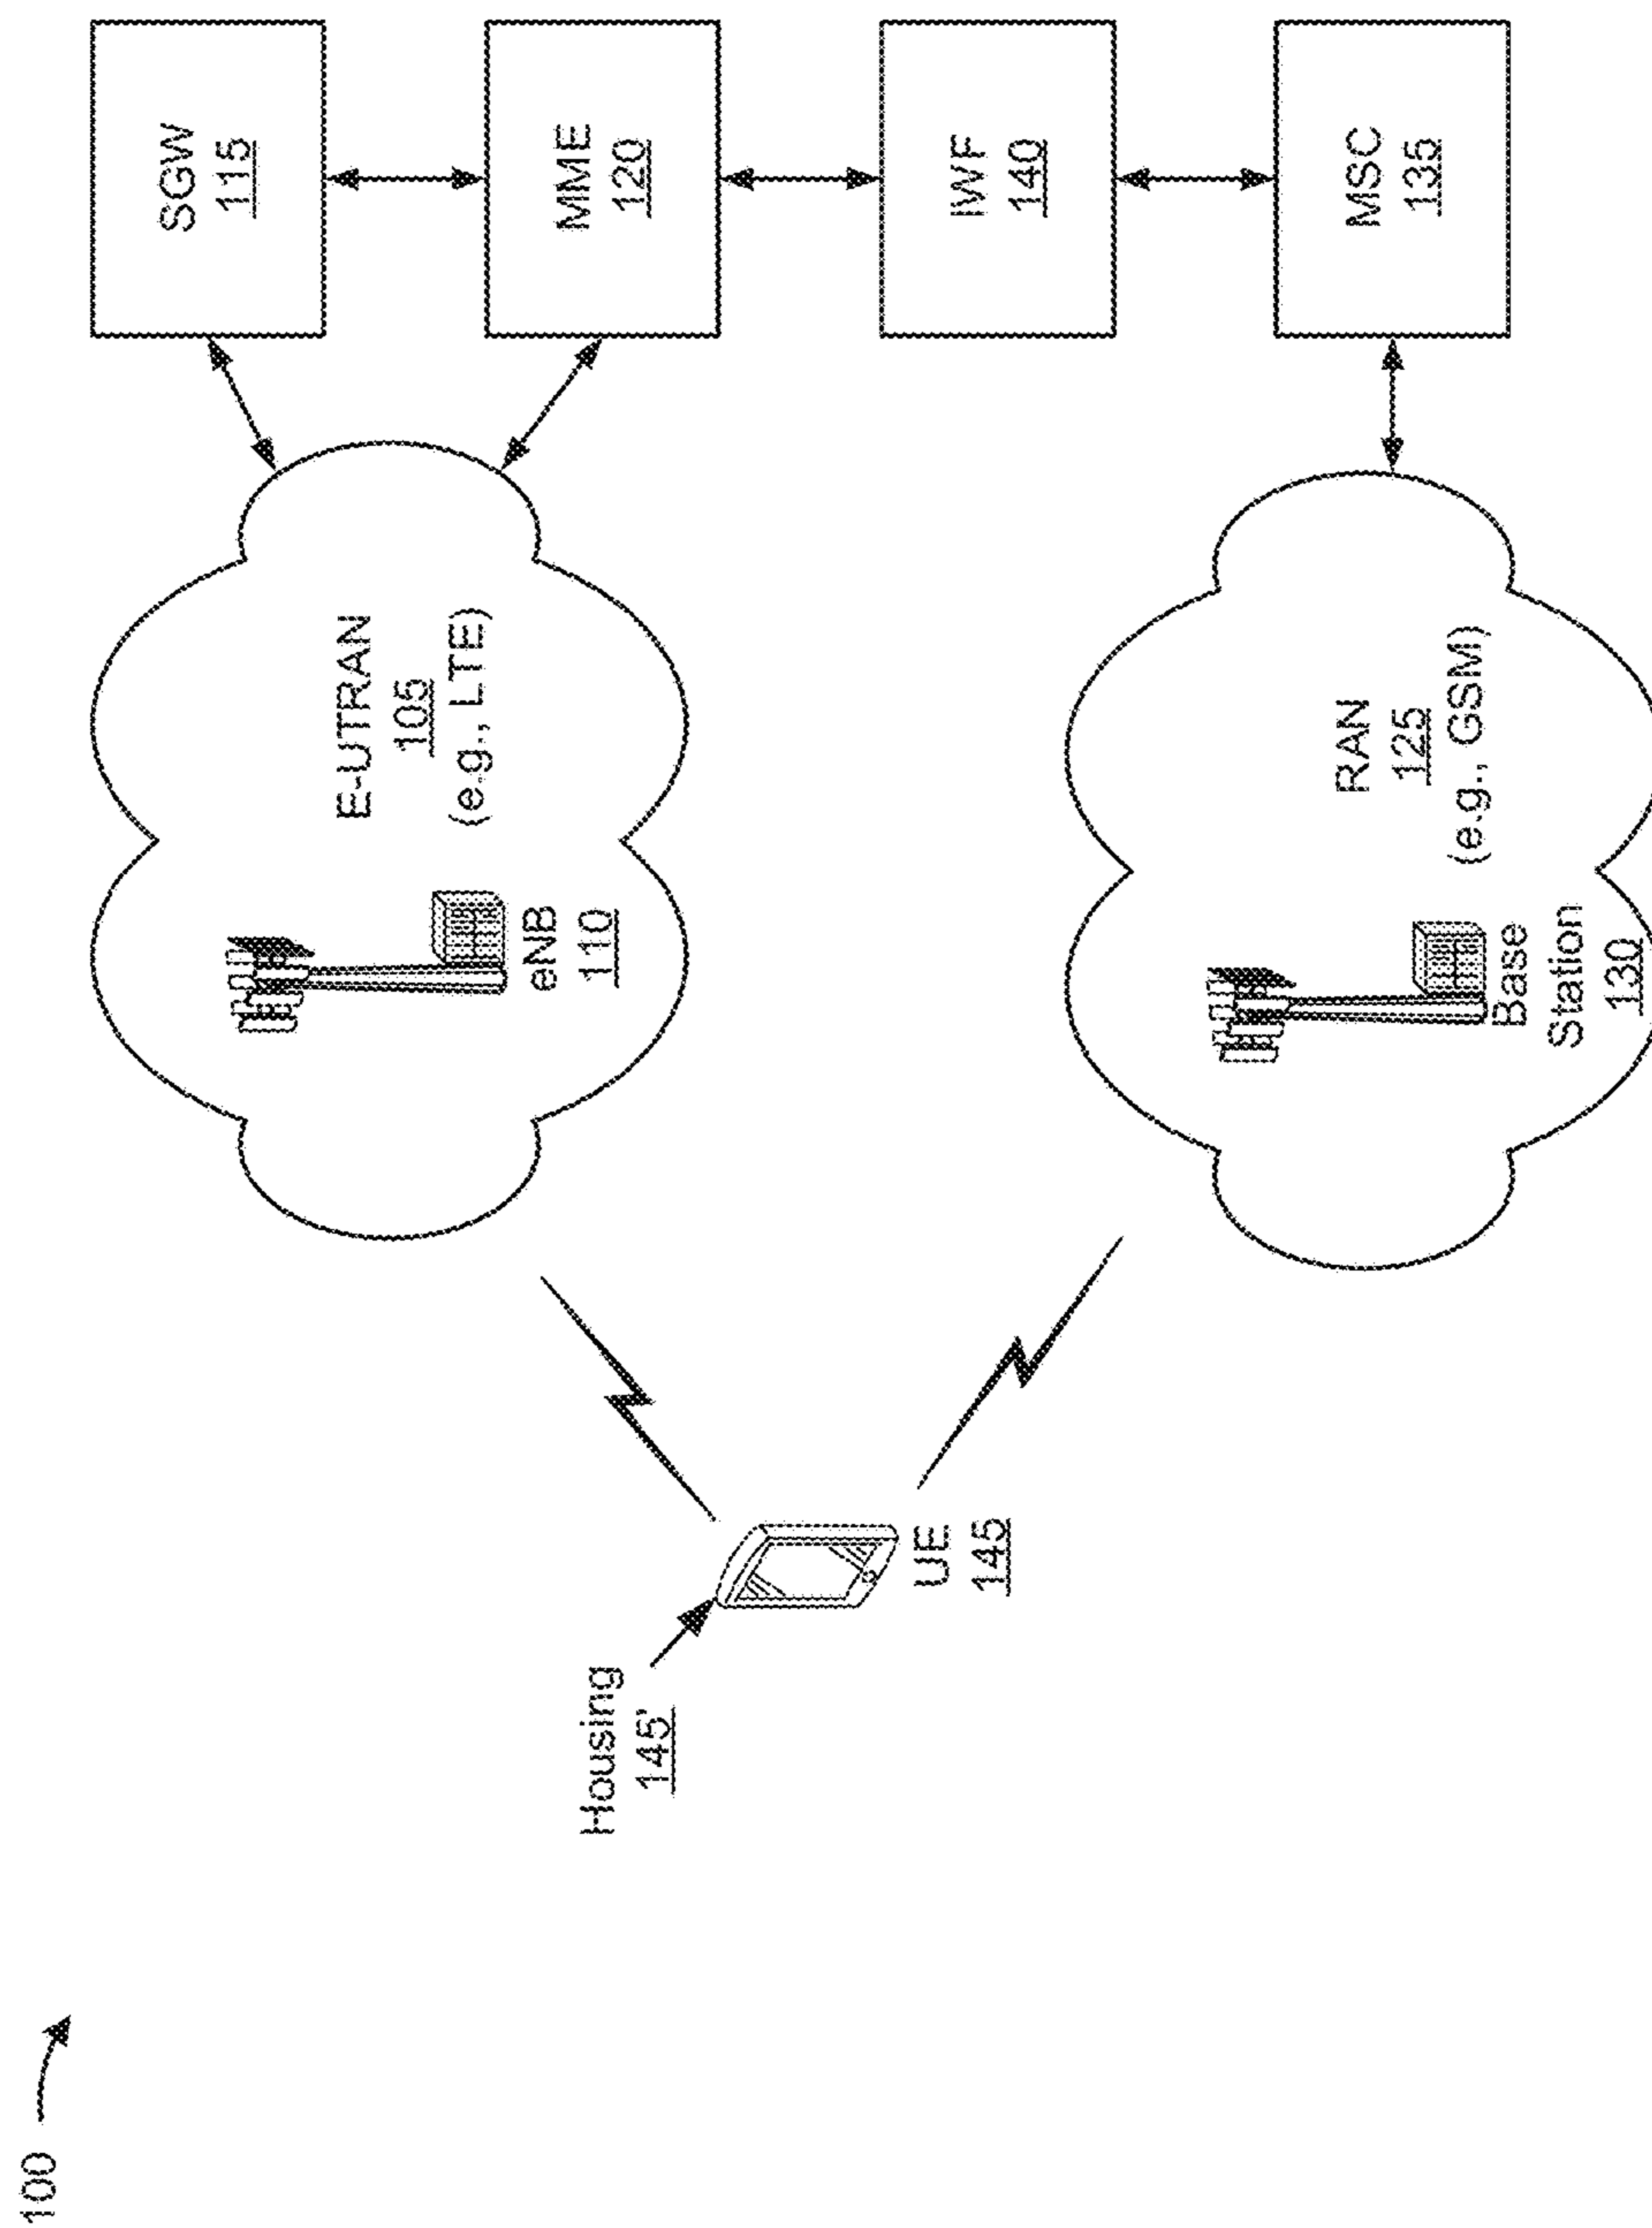 100
Housing
145'
UE
145
E-UTRAN
105
(e.g., LTE)
eNB
110
RAN
125
(e.g., GSM)
Base
Station
130
SGW
115
MME
120
IWF
140
MSC
135